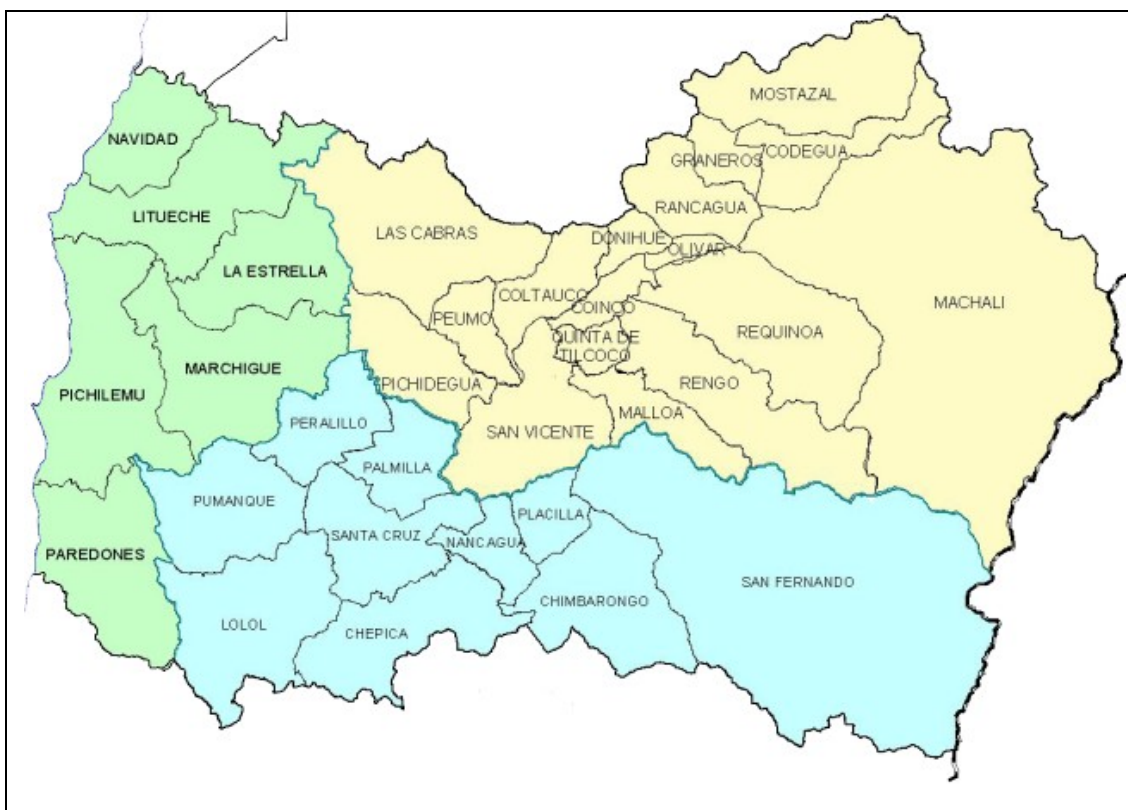 MOSTAZAL
NAVIDAD
CODEGUA
GRANEROS
RANCAGUA
LITUECHE
LAS CABRAS
DONIHUE
OLIVAR
LA ESTRELLA
COLTAUCO
MACHALI
COINCO
PEUMO
REQUINOA
QUINTA DE
TILCOCO
MARCHIGUE
RENGO
PICHIDEGUA
PICHILEMU
MALLOA
PERALILLO
SAN VICENTE
PALMILLA
PUMANQUE
PLACILLA
SANTA CRUZ
NANCAGUA
PAREDONES
SAN FERNANDO
CHIMBARONGO
LOLOL
CHEPICA